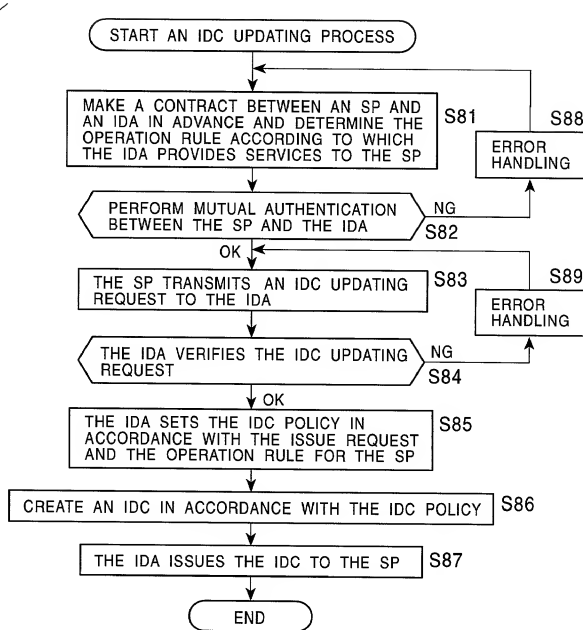 START AN IDC UPDATING PROCESS
MAKE A CONTRACT BETWEEN AN SP AND
AN IDA IN ADVANCE AND DETERMINE THE
OPERATION RULE ACCORDING TO WHICH
THE IDA PROVIDES SERVICES TO THE SP
S81
S88
ERROR
HANDLING
PERFORM MUTUAL AUTHENTICATION
BETWEEN THE SP AND THE IDA
NG
S82
OK
THE SP TRANSMITS AN IDC UPDATING
REQUEST TO THE IDA
S83
S89
ERROR
HANDLING
THE IDA VERIFIES THE IDC UPDATING
REQUEST
NG
S84
OK
THE IDA SETS THE IDC POLICY IN
ACCORDANCE WITH THE ISSUE REQUEST
AND THE OPERATION RULE FOR THE SP
S85
CREATE AN IDC IN ACCORDANCE WITH THE IDC POLICY
S86
THE IDA ISSUES THE IDC TO THE SP
S87
END